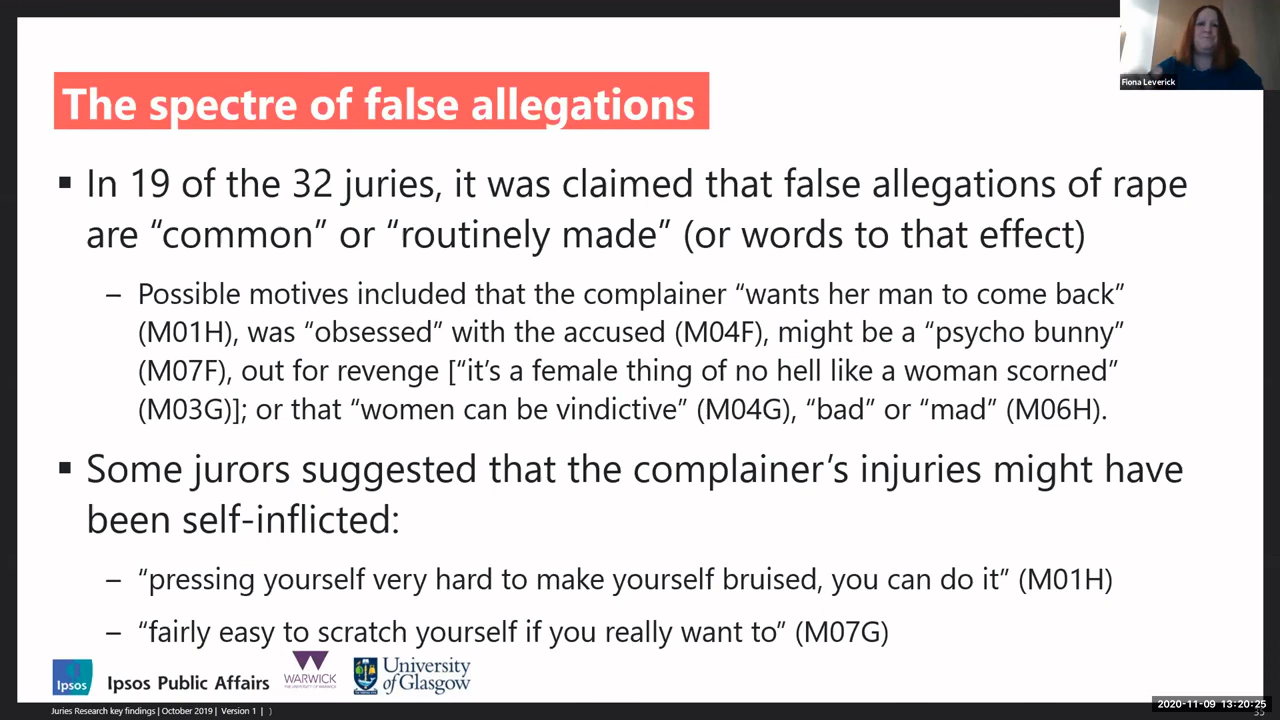 Fiona Leverick
The spectre of false allegations
▪ In 19 of the 32 juries, it was claimed that false allegations of rape
are “common” or “routinely made” (or words to that effect)
– Possible motives included that the complainer “wants her man to come back”
(M01H), was “obsessed” with the accused (M04F), might be a “psycho bunny”
(M07F), out for revenge [“it’s a female thing of no hell like a woman scorned”
(M03G)]; or that “women can be vindictive” (M04G), “bad” or “mad” (M06H).
▪ Some jurors suggested that the complainer’s injuries might have
been self-inflicted:
– “pressing yourself very hard to make yourself bruised, you can do it” (M01H)
– “fairly easy to scratch yourself if you really want to” (M07G)
Ipsos
Ipsos Public Affairs
WARWICK
THE UNIVERSITY OF WARWICK
University
of Glasgow
Juries Research key findings | October 2019 | Version 1 | )
2020-11-09 13:20:25